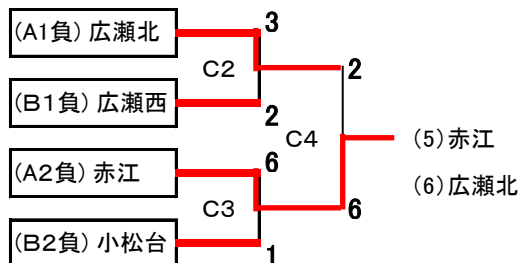 (A1負) 広瀬北
3
C2
2
(B1負) 広瀬西
2
C4
(5) 赤江
(A2負) 赤江
6
(6) 広瀬北
C3
6
(B2負) 小松台
1